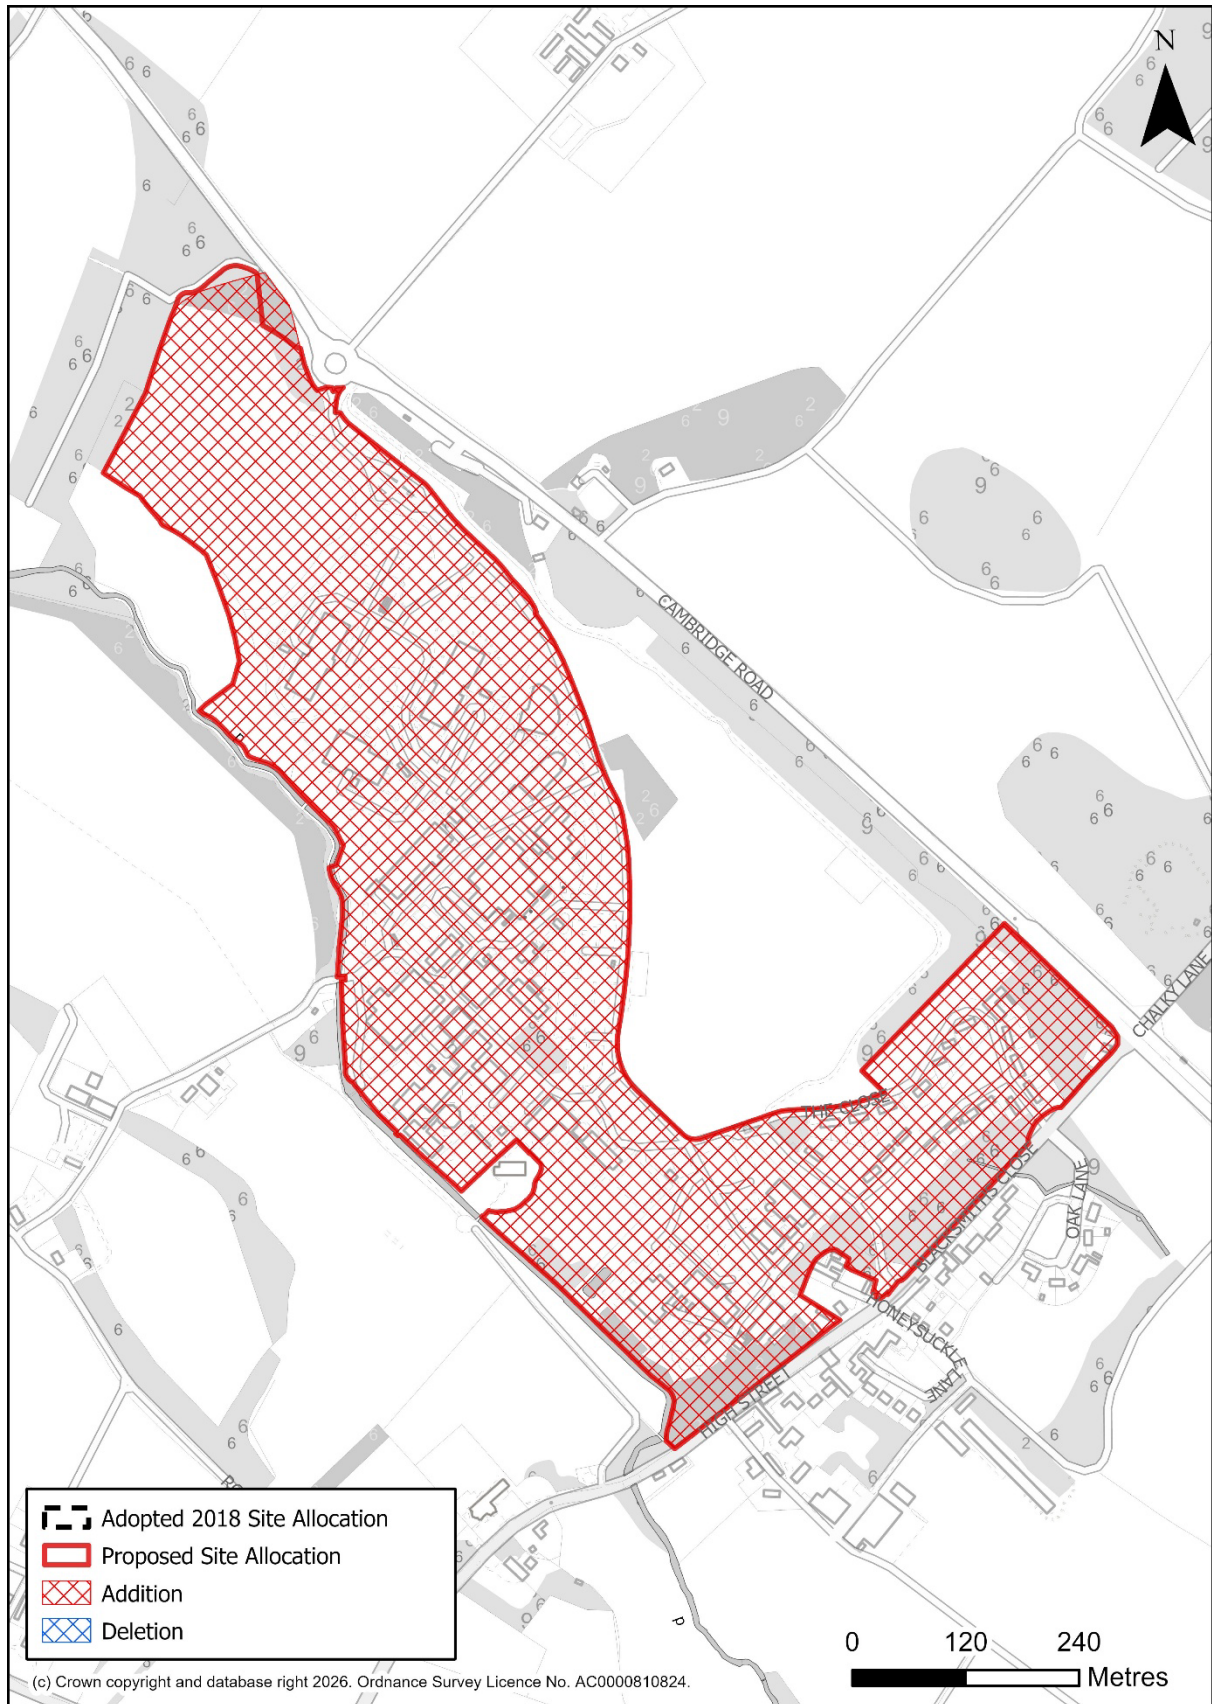 N
CAMBRIDGE ROAD
CHALKY LANE
THE CLOSE
BLACKSMITHS CLOSE
OAK LANE
HONEYSUCKLE LANE
HIGH STREET
Adopted 2018 Site Allocation
Proposed Site Allocation
Addition
Deletion
0 120 240
Metres
(c) Crown copyright and database right 2026. Ordnance Survey Licence No. AC0000810824.